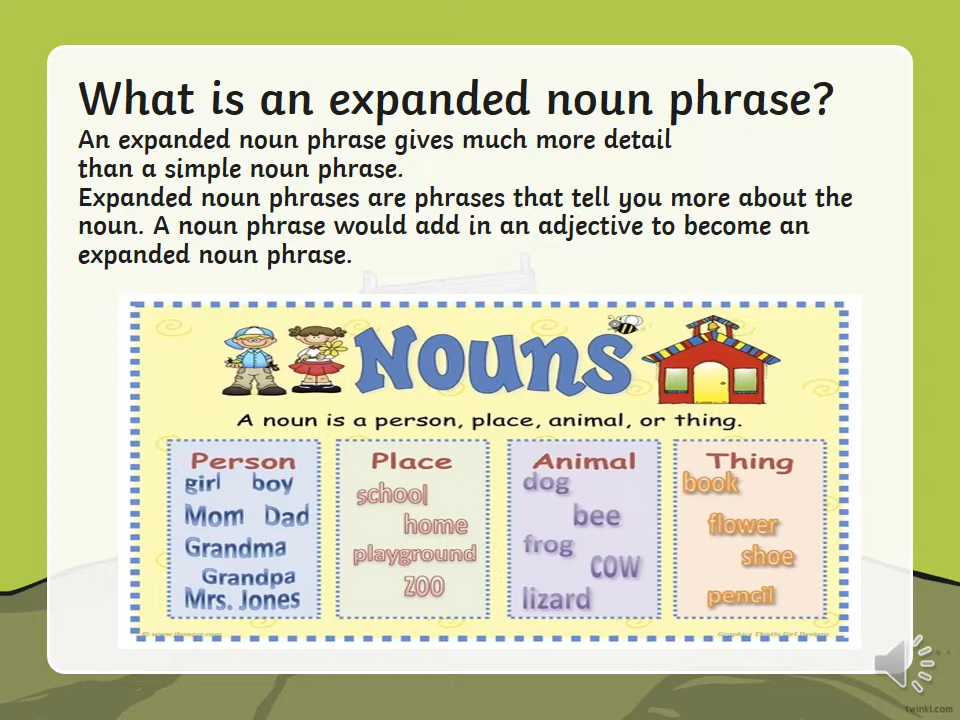 What is an expanded noun phrase?
An expanded noun phrase gives much more detail
than a simple noun phrase.
Expanded noun phrases are phrases that tell you more about the
noun. A noun phrase would add in an adjective to become an
expanded noun phrase.
Nouns
A noun is a person, place, animal, or thing.
Person
girl boy
Mom Dad
Grandma
Grandpa
Mrs. Jones
Place
school
home
playground
ZOO
Animal
dog
bee
frog
COW
lizard
Thing
book
flower
shoe
pencil
twinkl.com